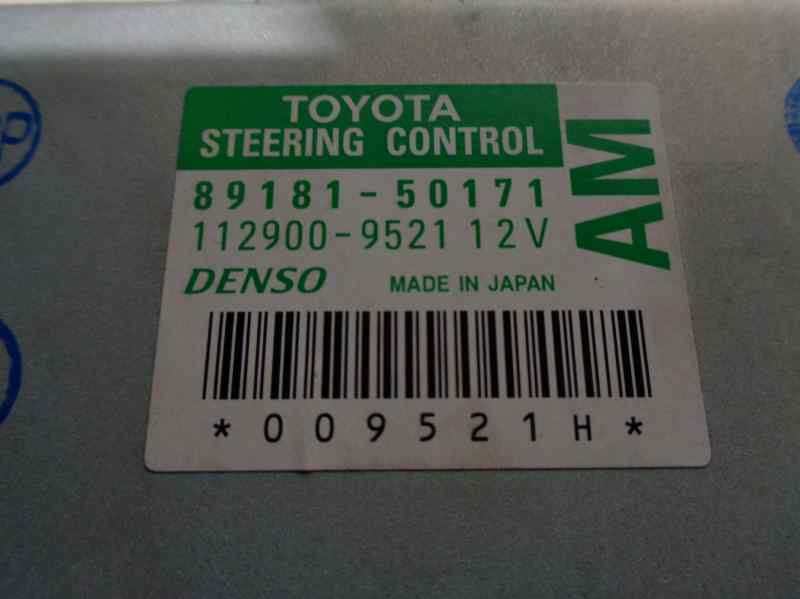 TOYOTA
STEERING CONTROL
AM
89181-50171
112900-9521 12V
DENSO MADE IN JAPAN
*009521H*